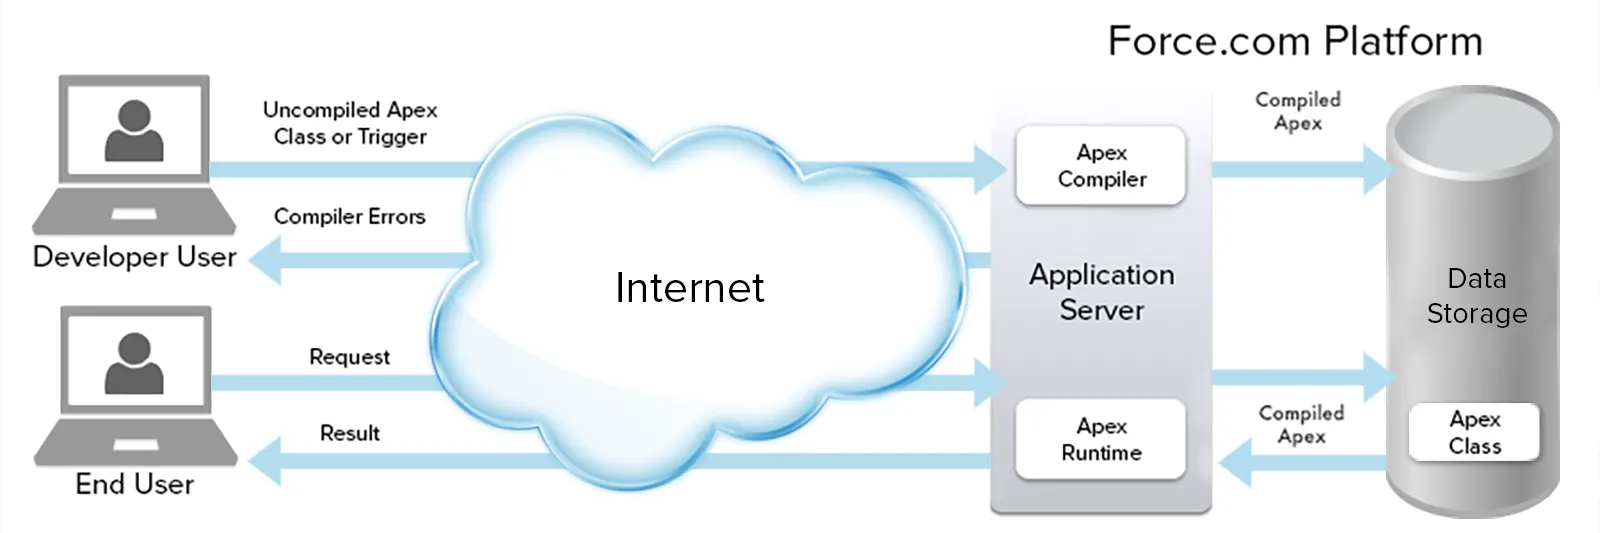 Force.com Platform
Uncompiled Apex
Class or Trigger
Compiled
Apex
Apex
Compiler
Compiler Errors
Developer User
Internet
Application
Server
Data
Storage
Request
Result
Apex
Runtime
Compiled
Apex
Apex
Class
End User